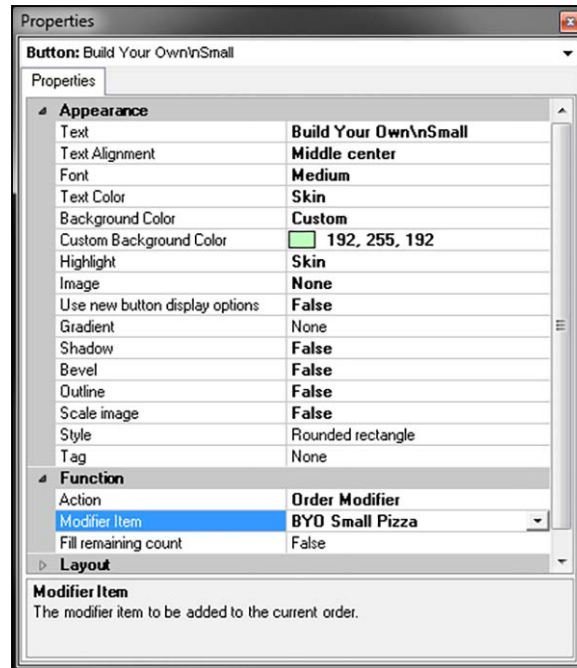 Properties
Button: Build Your Own\nSmall
Properties
Appearance
Text Build Your Own\nSmall
Text Alignment Middle center
Font Medium
Text Color Skin
Background Color Custom
Custom Background Color 192, 255, 192
Highlight Skin
Image None
Use new button display options False
Gradient None
Shadow False
Bevel False
Outline False
Scale image False
Style Rounded rectangle
Tag None
Function
Action Order Modifier
Modifier Item BYO Small Pizza
Fill remaining count False
Layout
Modifier Item
The modifier item to be added to the current order.